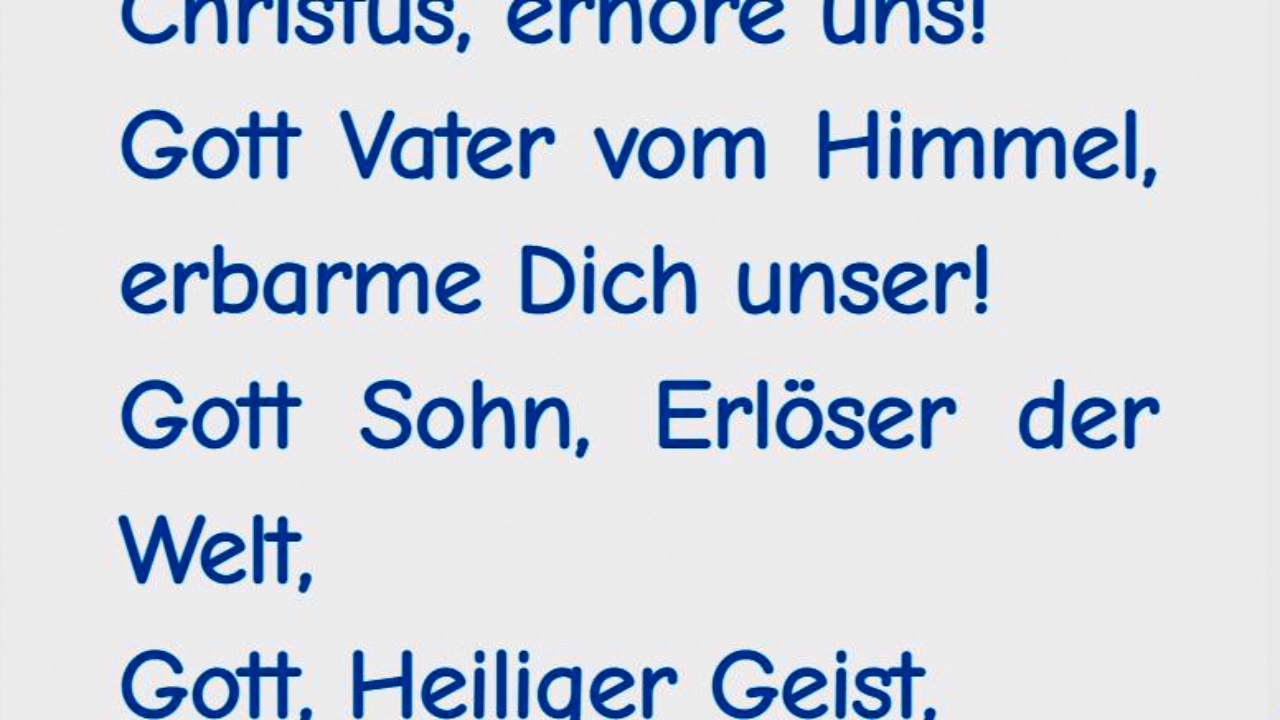 Christus, erhöre uns!
Gott Vater vom Himmel,
erbarme Dich unser!
Gott Sohn, Erlöser der
Welt,
Gott, Heiliger Geist,